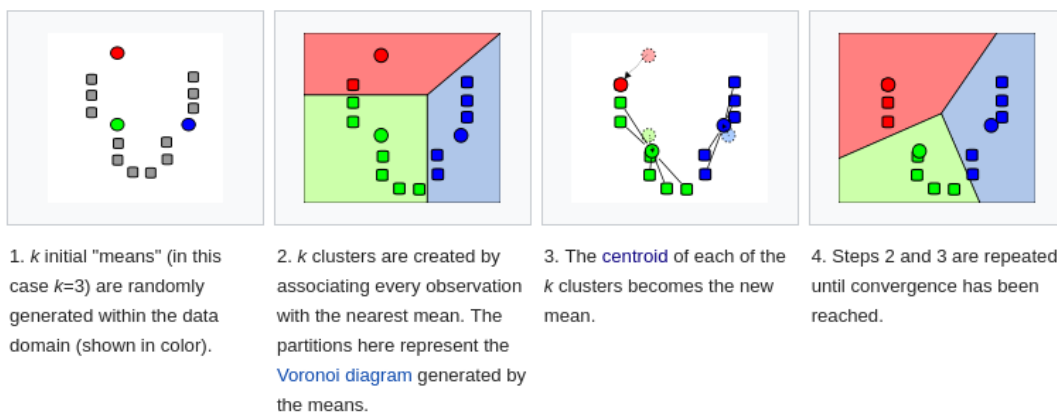 1. k initial "means" (in this
case k=3) are randomly
generated within the data
domain (shown in color).
2. k clusters are created by
associating every observation
with the nearest mean. The
partitions here represent the
Voronoi diagram generated by
the means.
3. The centroid of each of the
k clusters becomes the new
mean.
4. Steps 2 and 3 are repeated
until convergence has been
reached.